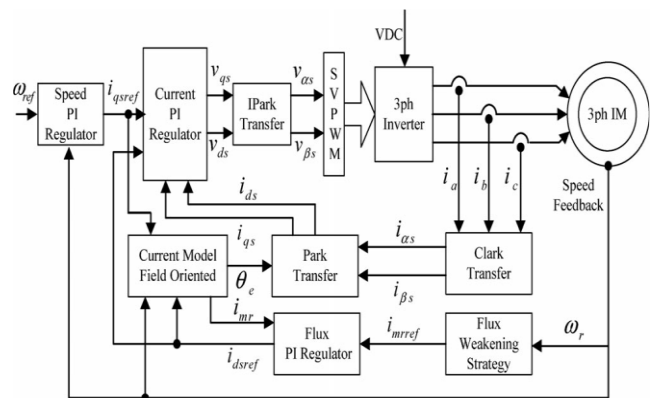 VDC
ω_ref
Speed
PI
Regulator
i_qsref
Current
PI
Regulator
v_qs
v_ds
IPark
Transfer
v_αs
v_βs
S
V
P
W
M
3ph
Inverter
3ph IM
i_a
i_b
i_c
Speed
Feedback
i_ds
i_qs
Current Model
Field Oriented
θ_e
Park
Transfer
i_αs
i_βs
Clark
Transfer
i_mr
i_dsref
Flux
PI Regulator
i_mrref
Flux
Weakening
Strategy
ω_r